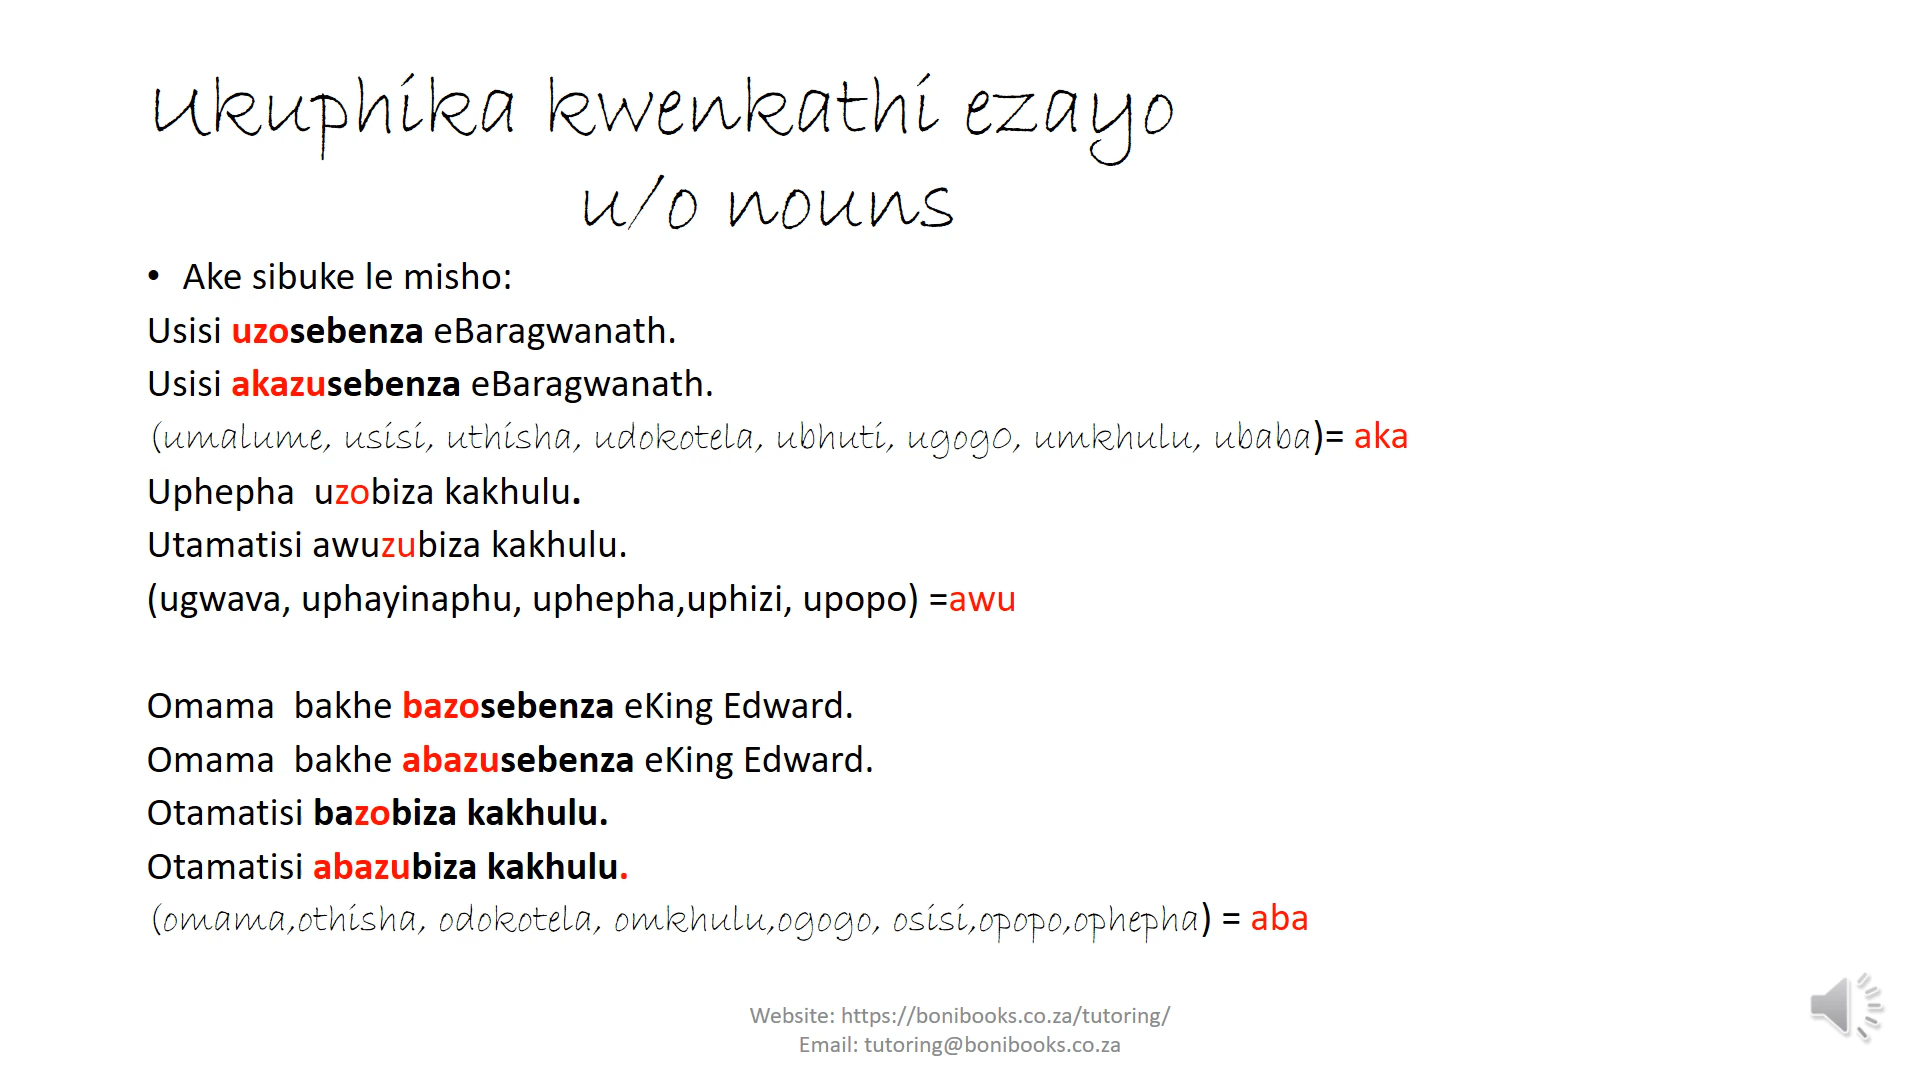 Ukuphika kwenkathi ezayo
u/o nouns
• Ake sibuke le misho:
Usisi uzosebenza eBaragwanath.
Usisi akazusebenza eBaragwanath.
(umalume, usisi, uthisha, udokotela, ubhuti, ugogO, umkhulu, ubaba)= aka
Uphepha uzobiza kakhulu.
Utamatisi awuzubiza kakhulu.
(ugwava, uphayinaphu, uphepha,uphizi, upopo) =awu
Omama bakhe bazosebenza eKing Edward.
Omama bakhe abazusebenza eKing Edward.
Otamatisi bazobiza kakhulu.
Otamatisi abazubiza kakhulu.
(omama,othisha, odokotela, omkhulu,ogogo, osisi,opopo,ophepha) = aba
Website: https://bonibooks.co.za/tutoring/
Email: tutoring@bonibooks.co.za